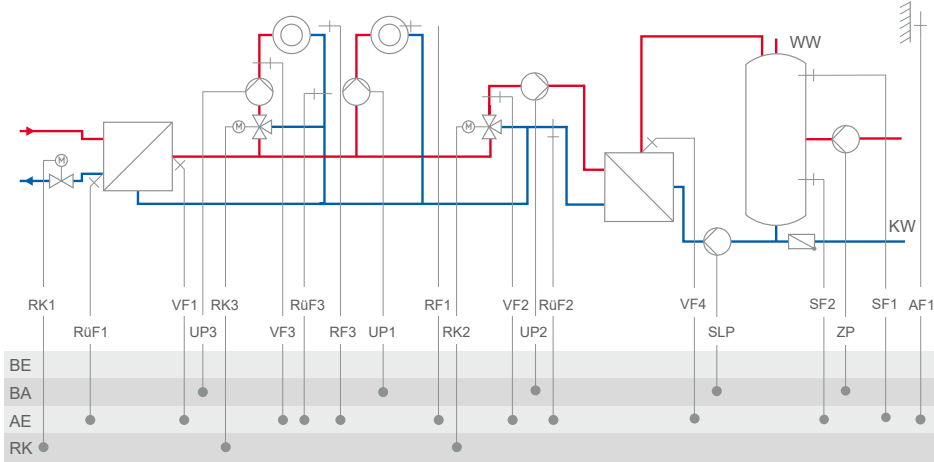 WW
M
M
M
KW
RK1 VF1 RK3 RüF3 RF1 VF2 RüF2 VF4 SF2 SF1 AF1
RüF1 UP3 VF3 RF3 UP1 RK2 UP2 SLP ZP
BE
BA
AE
RK